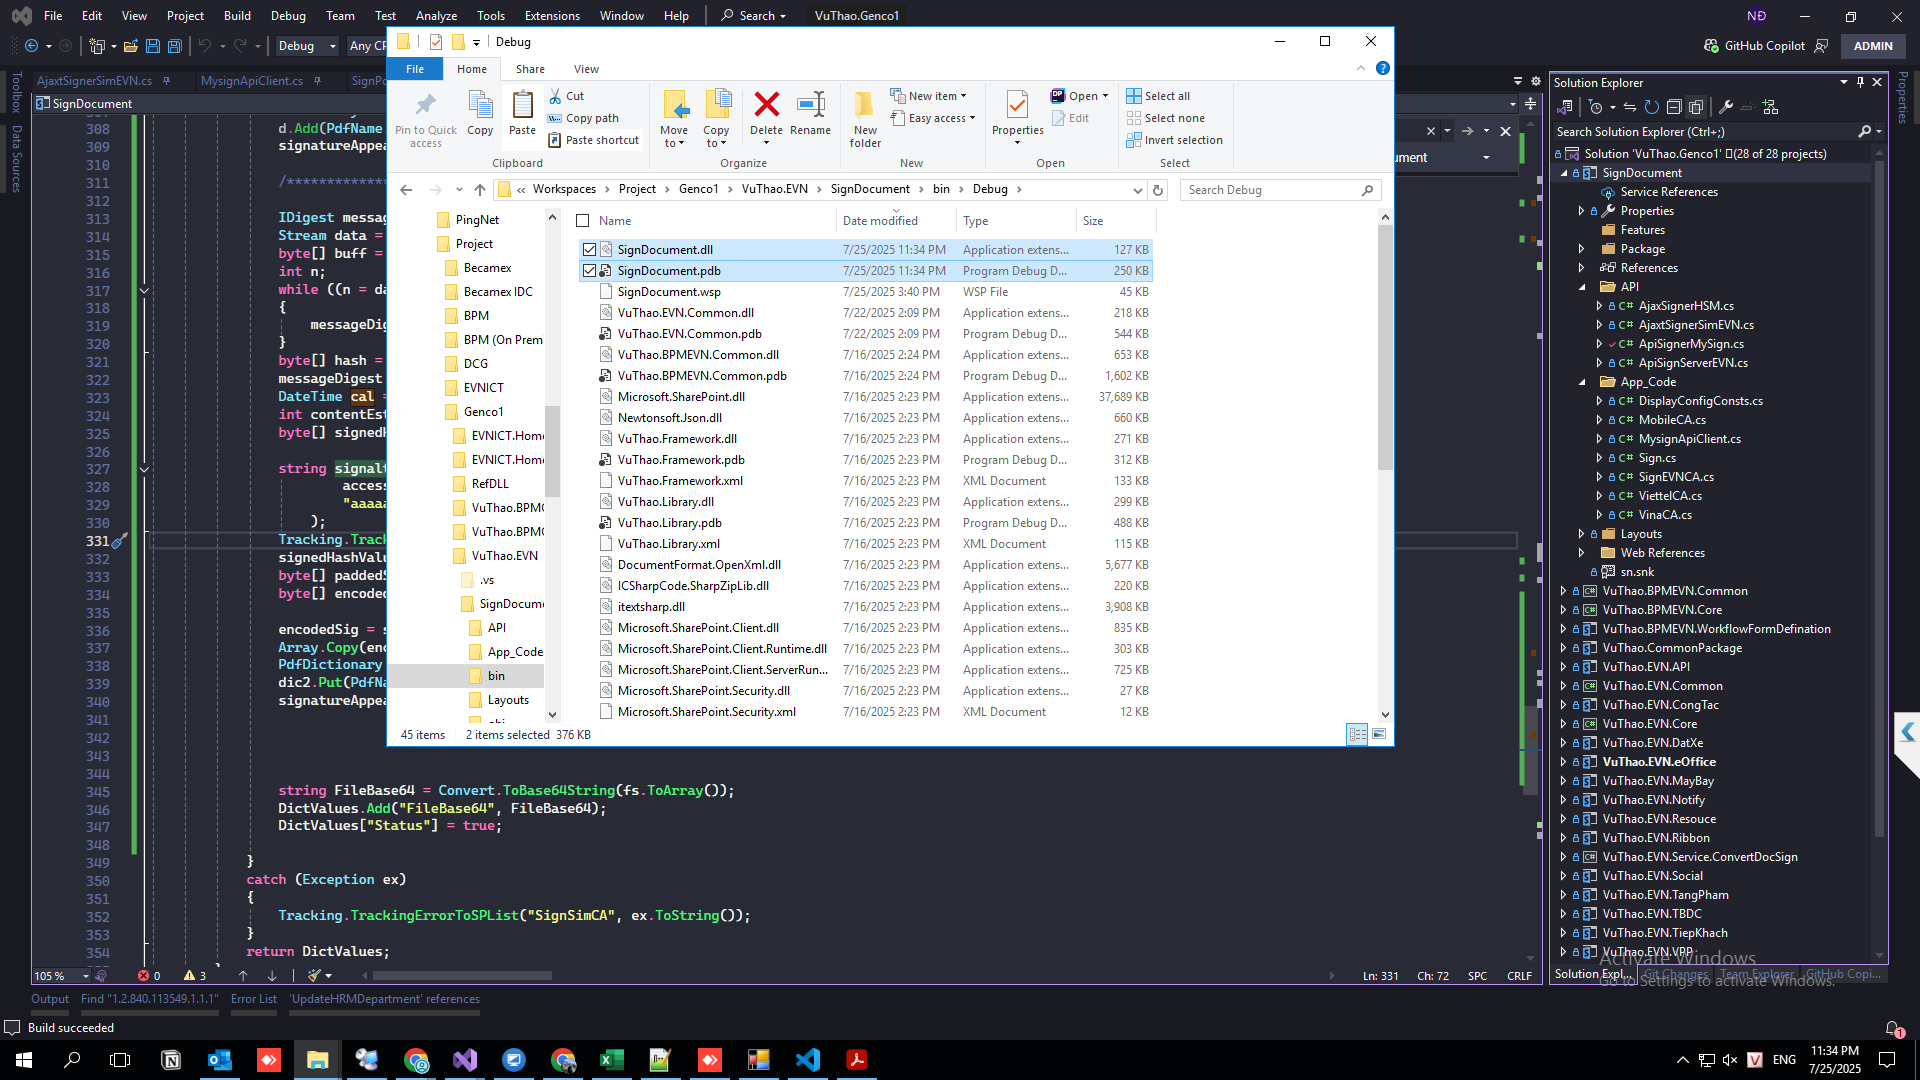 File Edit View Project Build Debug Team Test Analyze Tools Extensions Window Help Search VuThao.Genco1 NĐ
Debug Any CP GitHub Copilot ADMIN
AjaxtSignerSimEVN.cs MysignApiClient.cs SignPo
SignDocument
Toolbox
Data Sources
Properties
308 d.Add(PdfName
309 signatureAppea
310
311 /*************
312
313 IDigest messag
314 Stream data =
315 byte[] buff =
316 int n;
317 while ((n = da
318 {
319 messageDig
320 }
321 byte[] hash =
322 messageDigest
323 DateTime cal =
324 int contentEst
325 byte[] signedH
326
327 string signalt
328 access
329 "aaaaa
330 );
331 Tracking.Track
332 signedHashValu
333 byte[] paddedS
334 byte[] encoded
335
336 encodedSig = s
337 Array.Copy(enc
338 PdfDictionary
339 dic2.Put(PdfNa
340 signatureAppea
341
342
343
344
345 string FileBase64 = Convert.ToBase64String(fs.ToArray());
346 DictValues.Add("FileBase64", FileBase64);
347 DictValues["Status"] = true;
348
349 }
350 catch (Exception ex)
351 {
352 Tracking.TrackingErrorToSPList("SignSimCA", ex.ToString());
353 }
354 return DictValues;
105 % 0 3 Ln: 331 Ch: 72 SPC CRLF
Output Find "1.2.840.113549.1.1.1" Error List 'UpdateHRMDepartment' references
Build succeeded
Debug
File Home Share View
Pin to Quick access
Copy
Paste
Cut
Copy path
Paste shortcut
Clipboard
Move to
Copy to
Delete
Rename
Organize
New folder
New item
Easy access
New
Properties
Open
Edit
Open
Select all
Select none
Invert selection
Select
« Workspaces Project Genco1 VuThao.EVN SignDocument bin Debug
Search Debug
ument
PingNet
Project
Becamex
Becamex IDC
BPM
BPM (On Prem
DCG
EVNICT
Genco1
EVNICT.Home
EVNICT.Home
RefDLL
VuThao.BPMC
VuThao.BPMC
VuThao.EVN
.vs
SignDocume
API
App_Code
bin
Layouts
Name Date modified Type Size
SignDocument.dll 7/25/2025 11:34 PM Application extens... 127 KB
SignDocument.pdb 7/25/2025 11:34 PM Program Debug D... 250 KB
SignDocument.wsp 7/25/2025 3:40 PM WSP File 45 KB
VuThao.EVN.Common.dll 7/22/2025 2:09 PM Application extens... 218 KB
VuThao.EVN.Common.pdb 7/22/2025 2:09 PM Program Debug D... 544 KB
VuThao.BPMEVN.Common.dll 7/16/2025 2:24 PM Application extens... 653 KB
VuThao.BPMEVN.Common.pdb 7/16/2025 2:24 PM Program Debug D... 1,602 KB
Microsoft.SharePoint.dll 7/16/2025 2:23 PM Application extens... 37,689 KB
Newtonsoft.Json.dll 7/16/2025 2:23 PM Application extens... 660 KB
VuThao.Framework.dll 7/16/2025 2:23 PM Application extens... 271 KB
VuThao.Framework.pdb 7/16/2025 2:23 PM Program Debug D... 312 KB
VuThao.Framework.xml 7/16/2025 2:23 PM XML Document 133 KB
VuThao.Library.dll 7/16/2025 2:23 PM Application extens... 299 KB
VuThao.Library.pdb 7/16/2025 2:23 PM Program Debug D... 488 KB
VuThao.Library.xml 7/16/2025 2:23 PM XML Document 115 KB
DocumentFormat.OpenXml.dll 7/16/2025 2:23 PM Application extens... 5,677 KB
ICSharpCode.SharpZipLib.dll 7/16/2025 2:23 PM Application extens... 220 KB
itextsharp.dll 7/16/2025 2:23 PM Application extens... 3,908 KB
Microsoft.SharePoint.Client.dll 7/16/2025 2:23 PM Application extens... 835 KB
Microsoft.SharePoint.Client.Runtime.dll 7/16/2025 2:23 PM Application extens... 303 KB
Microsoft.SharePoint.Client.ServerRun... 7/16/2025 2:23 PM Application extens... 725 KB
Microsoft.SharePoint.Security.dll 7/16/2025 2:23 PM Application extens... 27 KB
Microsoft.SharePoint.Security.xml 7/16/2025 2:23 PM XML Document 12 KB
45 items 2 items selected 376 KB
Solution Explorer
Search Solution Explorer (Ctrl+;)
Solution 'VuThao.Genco1' (28 of 28 projects)
SignDocument
Service References
Properties
Features
Package
References
API
C# AjaxSignerHSM.cs
C# AjaxtSignerSimEVN.cs
C# ApiSignerMySign.cs
C# ApiSignServerEVN.cs
App_Code
C# DisplayConfigConsts.cs
C# MobileCA.cs
C# MysignApiClient.cs
C# Sign.cs
C# SignEVNCA.cs
C# ViettelCA.cs
C# VinaCA.cs
Layouts
Web References
sn.snk
VuThao.BPMEVN.Common
VuThao.BPMEVN.Core
VuThao.BPMEVN.WorkflowFormDefination
VuThao.CommonPackage
VuThao.EVN.API
VuThao.EVN.Common
VuThao.EVN.CongTac
VuThao.EVN.Core
VuThao.EVN.DatXe
VuThao.EVN.eOffice
VuThao.EVN.MayBay
VuThao.EVN.Notify
VuThao.EVN.Resouce
VuThao.EVN.Ribbon
VuThao.EVN.Service.ConvertDocSign
VuThao.EVN.Social
VuThao.EVN.TangPham
VuThao.EVN.TBDC
VuThao.EVN.TiepKhach
VuThao.EVN.VPP
Solution Expl... Git Changes Team Explorer GitHub Copi...
Activate Windows
Go to Settings to activate Windows.
1
ENG
11:34 PM
7/25/2025